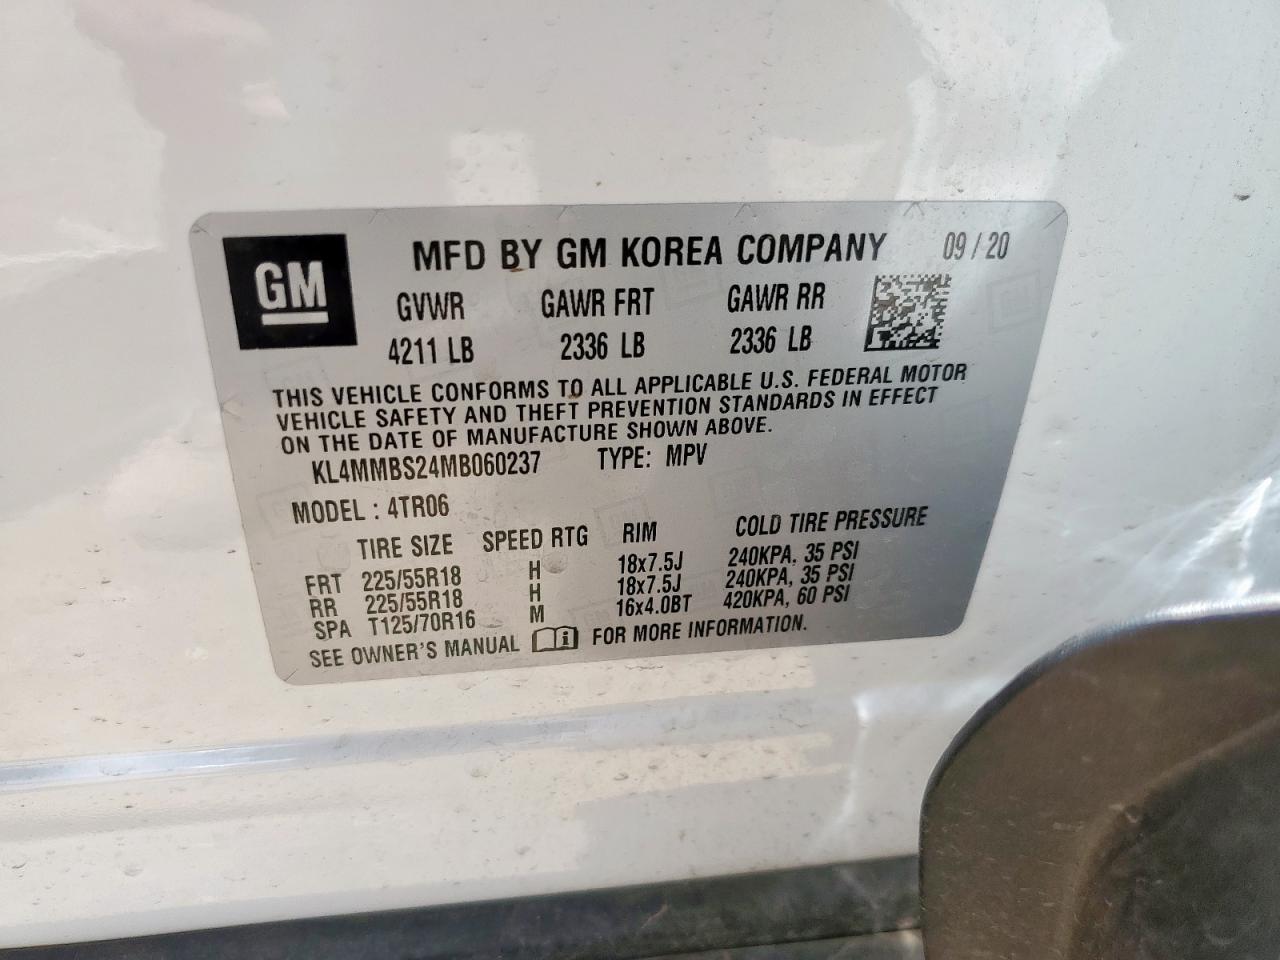 GM
MFD BY GM KOREA COMPANY 09 / 20
GVWR GAWR FRT GAWR RR
4211 LB 2336 LB 2336 LB
THIS VEHICLE CONFORMS TO ALL APPLICABLE U.S. FEDERAL MOTOR
VEHICLE SAFETY AND THEFT PREVENTION STANDARDS IN EFFECT
ON THE DATE OF MANUFACTURE SHOWN ABOVE.
KL4MMBS24MB060237 TYPE: MPV
MODEL : 4TR06
TIRE SIZE SPEED RTG RIM COLD TIRE PRESSURE
FRT 225/55R18 H 18x7.5J 240KPA, 35 PSI
RR 225/55R18 H 18x7.5J 240KPA, 35 PSI
SPA T125/70R16 M 16x4.0BT 420KPA, 60 PSI
SEE OWNER'S MANUAL FOR MORE INFORMATION.